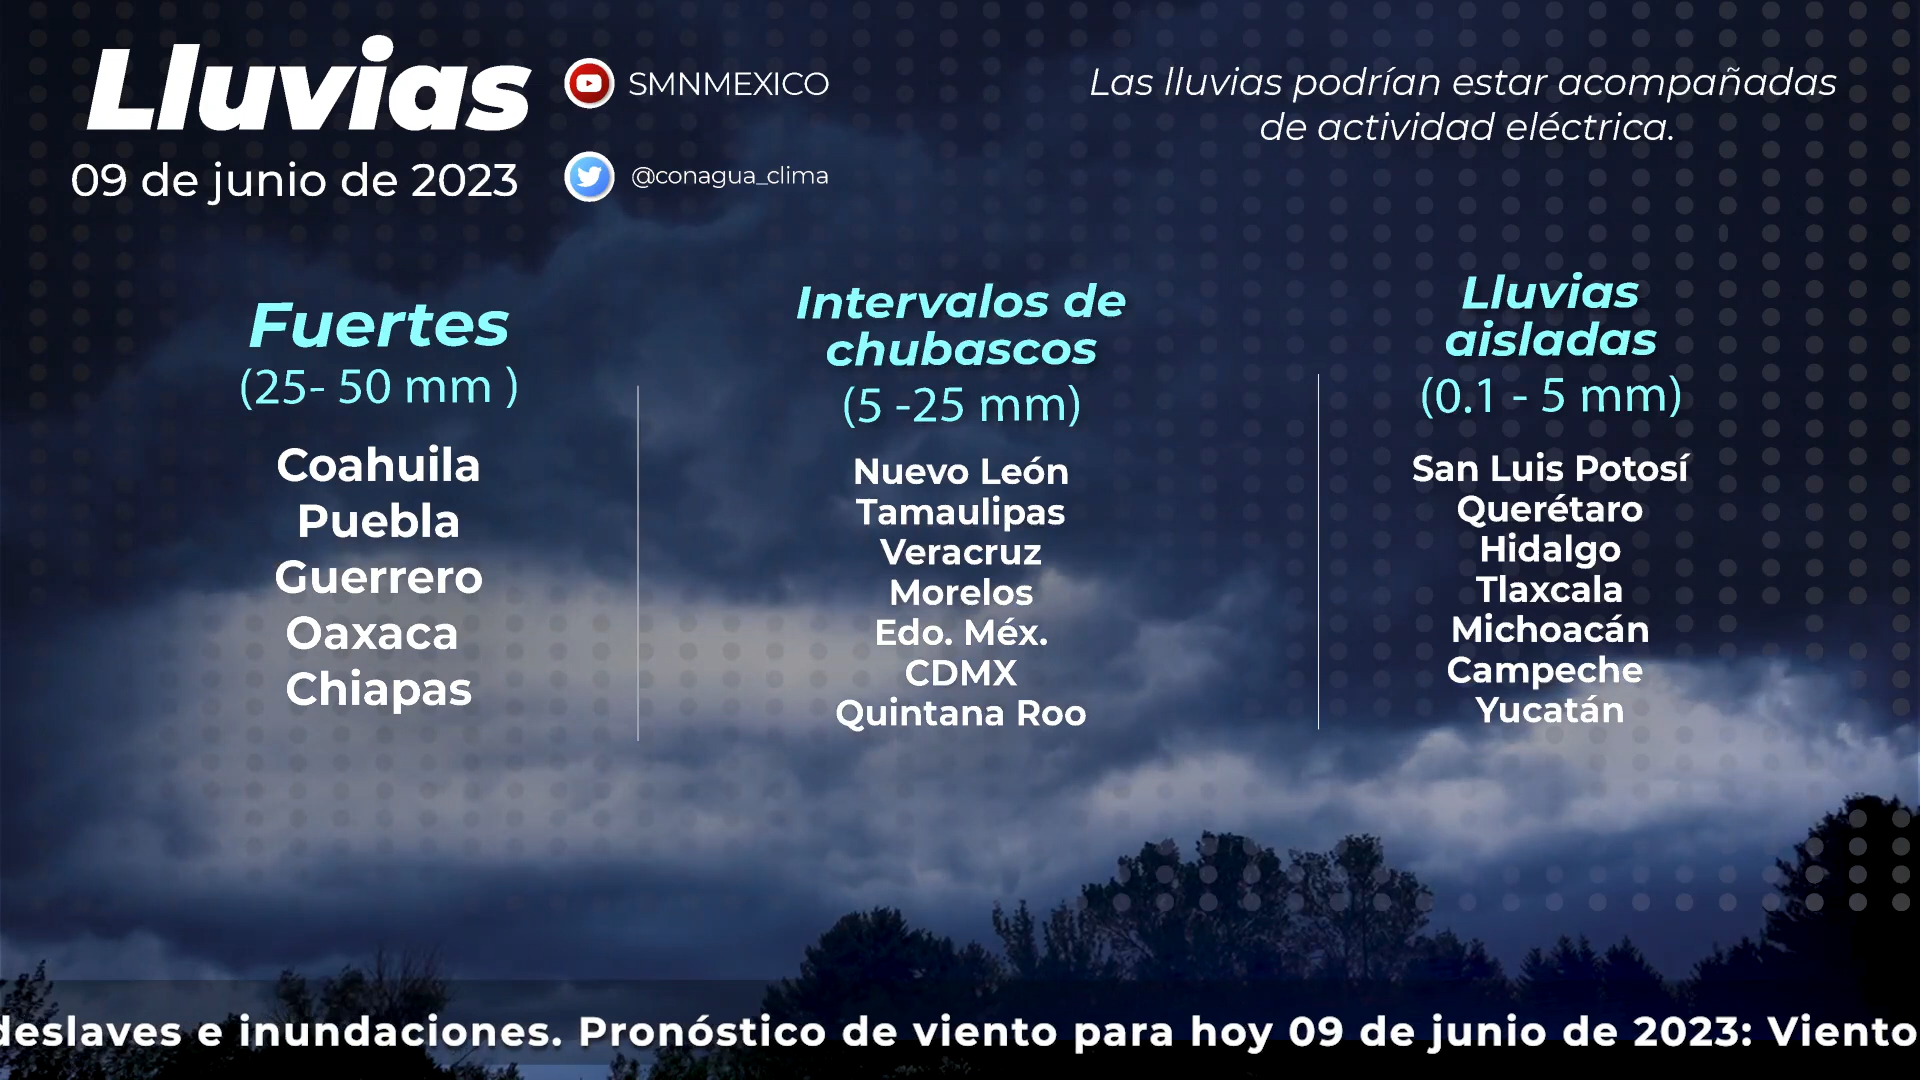 Lluvias
09 de junio de 2023
SMNMEXICO
@conagua_clima
Las lluvias podrían estar acompañadas
de actividad eléctrica.
Fuertes
(25- 50 mm )
Coahuila
Puebla
Guerrero
Oaxaca
Chiapas
Intervalos de
chubascos
(5 -25 mm)
Nuevo León
Tamaulipas
Veracruz
Morelos
Edo. Méx.
CDMX
Quintana Roo
Lluvias
aisladas
(0.1 - 5 mm)
San Luis Potosí
Querétaro
Hidalgo
Tlaxcala
Michoacán
Campeche
Yucatán
deslaves e inundaciones. Pronóstico de viento para hoy 09 de junio de 2023: Viento